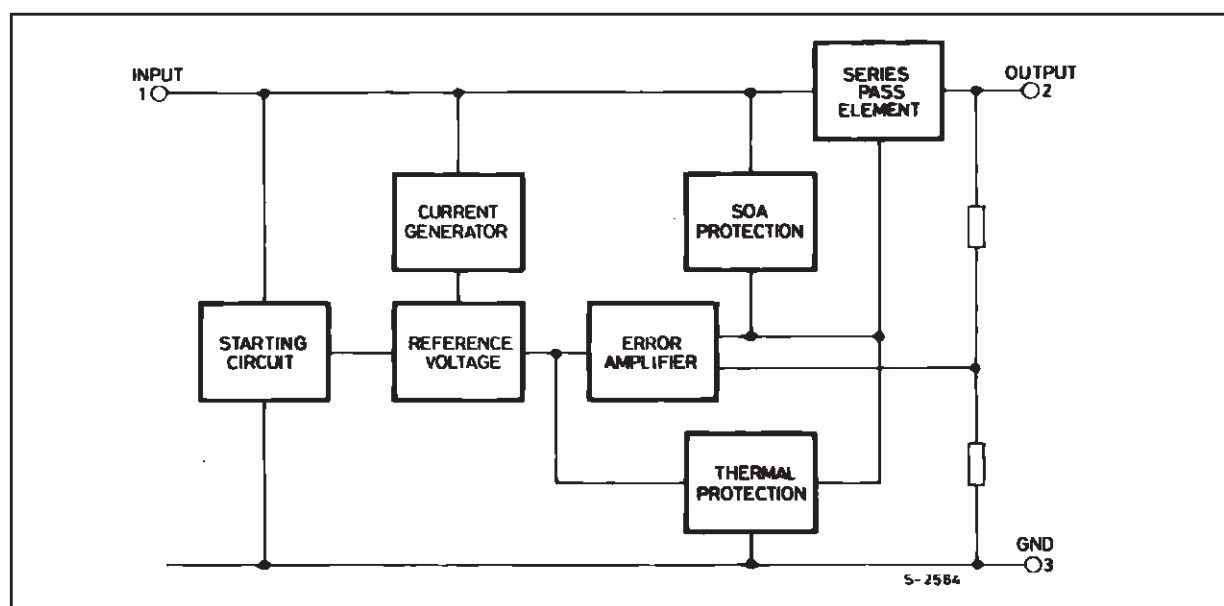 INPUT
1
SERIES
PASS
ELEMENT
OUTPUT
2
CURRENT
GENERATOR
SOA
PROTECTION
STARTING
CIRCUIT
REFERENCE
VOLTAGE
ERROR
AMPLIFIER
THERMAL
PROTECTION
GND
3
S-2564